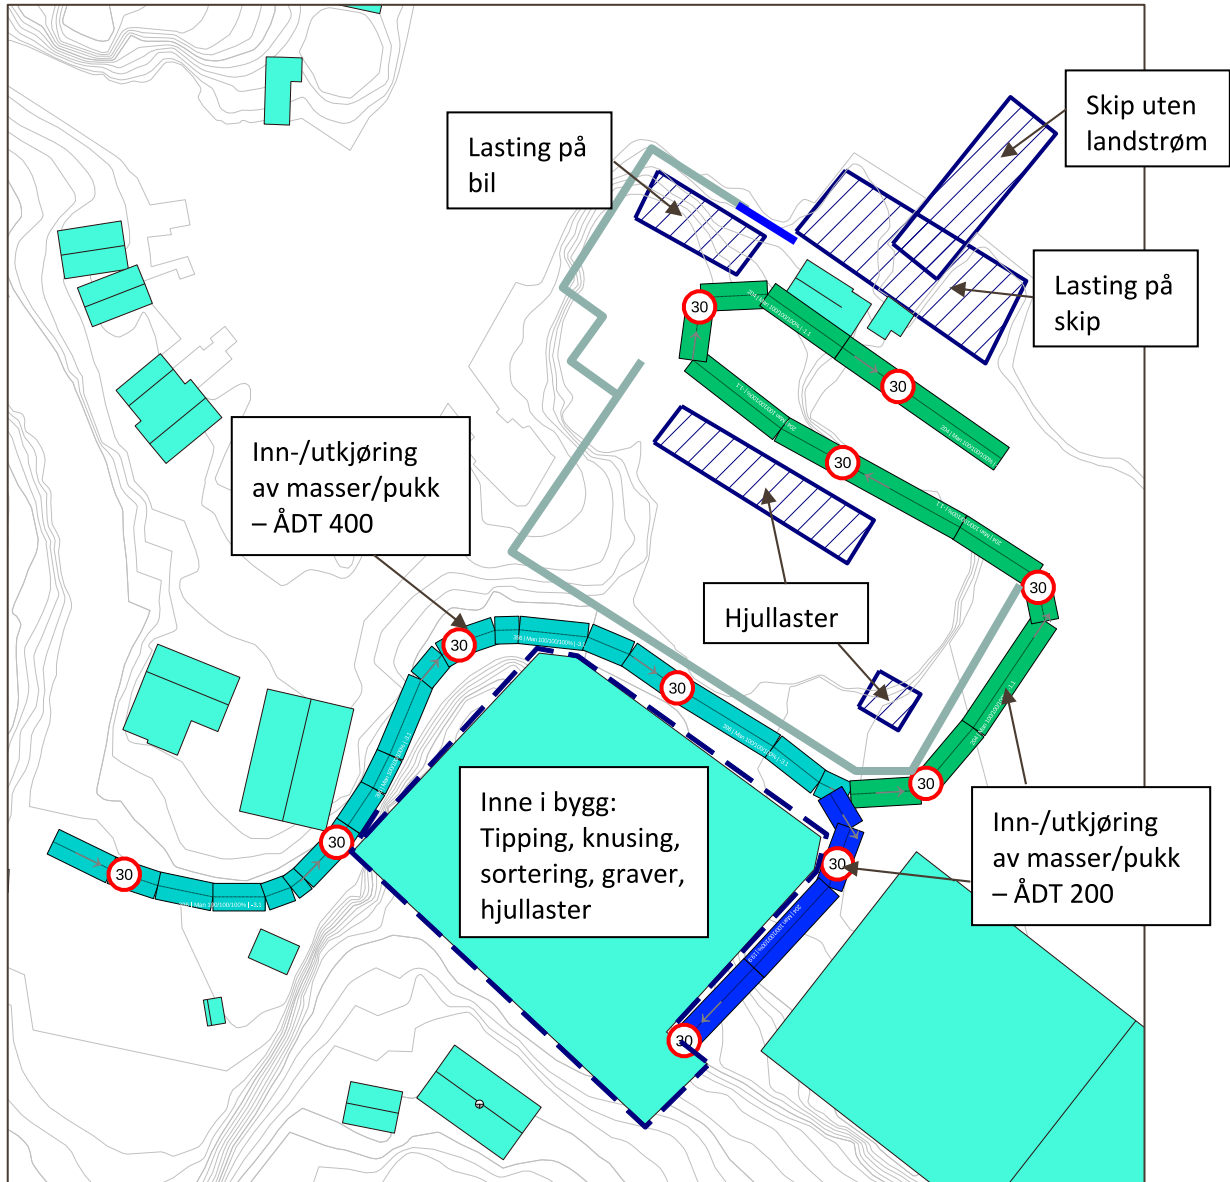 Skip uten
landstrøm
Lasting på
bil
Lasting på
skip
30
30
Inn-/utkjøring
av masser/pukk
– ÅDT 400
30
30
Hjullaster
30
30
30
Inne i bygg:
Tipping, knusing,
sortering, graver,
hjullaster
Inn-/utkjøring
av masser/pukk
– ÅDT 200
30
30
30
30